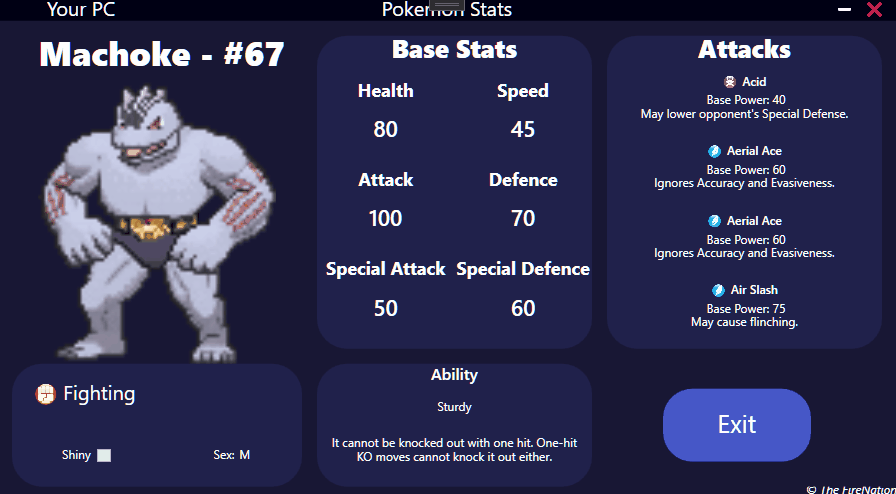 Your PC
Pokemon Stats
Machoke - #67
Base Stats
Health
Speed
80
45
Attack
Defence
100
70
Special Attack
Special Defence
50
60
Attacks
Acid
Base Power: 40
May lower opponent's Special Defense.
Aerial Ace
Base Power: 60
Ignores Accuracy and Evasiveness.
Aerial Ace
Base Power: 60
Ignores Accuracy and Evasiveness.
Air Slash
Base Power: 75
May cause flinching.
Fighting
Shiny
Sex: M
Ability
Sturdy
It cannot be knocked out with one hit. One-hit
KO moves cannot knock it out either.
Exit
© The FireNation